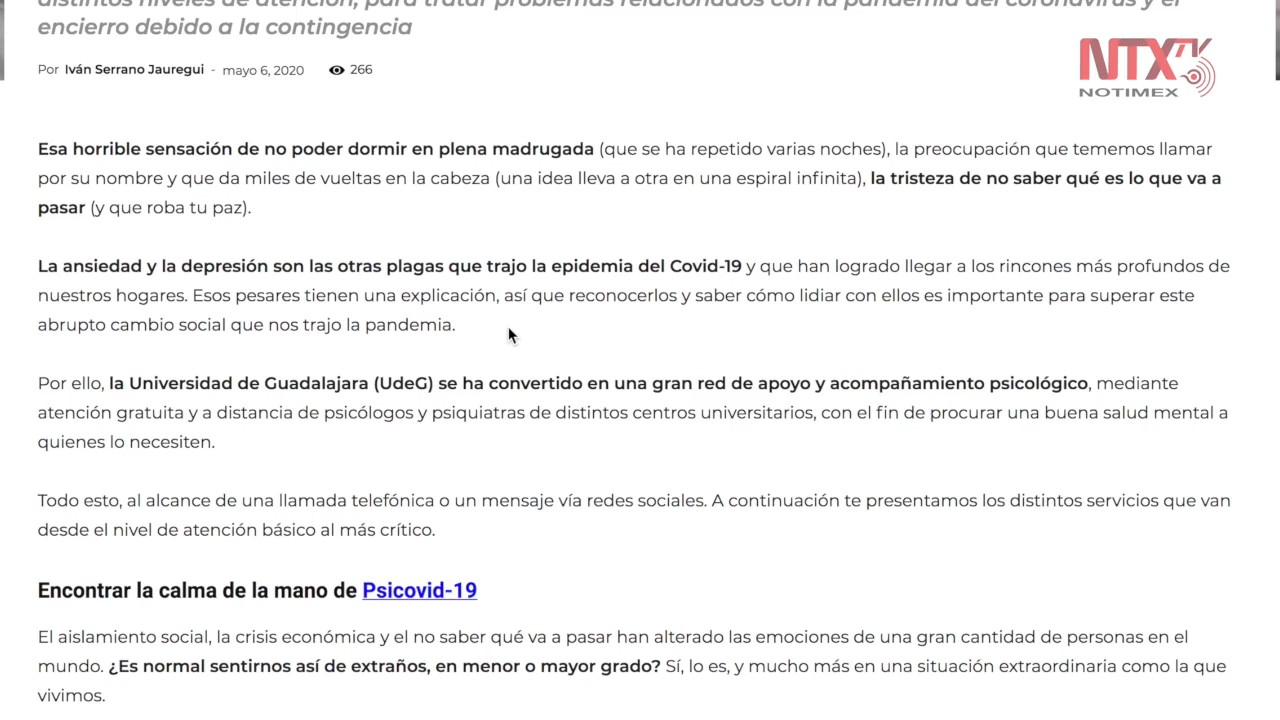 distintos niveles de atención, para tratar problemas relacionados con la pandemia del coronavirus y el
encierro debido a la contingencia
Por Iván Serrano Jauregui - mayo 6, 2020 266
NTX
NOTIMEX
Esa horrible sensación de no poder dormir en plena madrugada (que se ha repetido varias noches), la preocupación que tememos llamar
por su nombre y que da miles de vueltas en la cabeza (una idea lleva a otra en una espiral infinita), la tristeza de no saber qué es lo que va a
pasar (y que roba tu paz).
La ansiedad y la depresión son las otras plagas que trajo la epidemia del Covid-19 y que han logrado llegar a los rincones más profundos de
nuestros hogares. Esos pesares tienen una explicación, así que reconocerlos y saber cómo lidiar con ellos es importante para superar este
abrupto cambio social que nos trajo la pandemia.
Por ello, la Universidad de Guadalajara (UdeG) se ha convertido en una gran red de apoyo y acompañamiento psicológico, mediante
atención gratuita y a distancia de psicólogos y psiquiatras de distintos centros universitarios, con el fin de procurar una buena salud mental a
quienes lo necesiten.
Todo esto, al alcance de una llamada telefónica o un mensaje vía redes sociales. A continuación te presentamos los distintos servicios que van
desde el nivel de atención básico al más crítico.
Encontrar la calma de la mano de Psicovid-19
El aislamiento social, la crisis económica y el no saber qué va a pasar han alterado las emociones de una gran cantidad de personas en el
mundo. ¿Es normal sentirnos así de extraños, en menor o mayor grado? Sí, lo es, y mucho más en una situación extraordinaria como la que
vivimos.